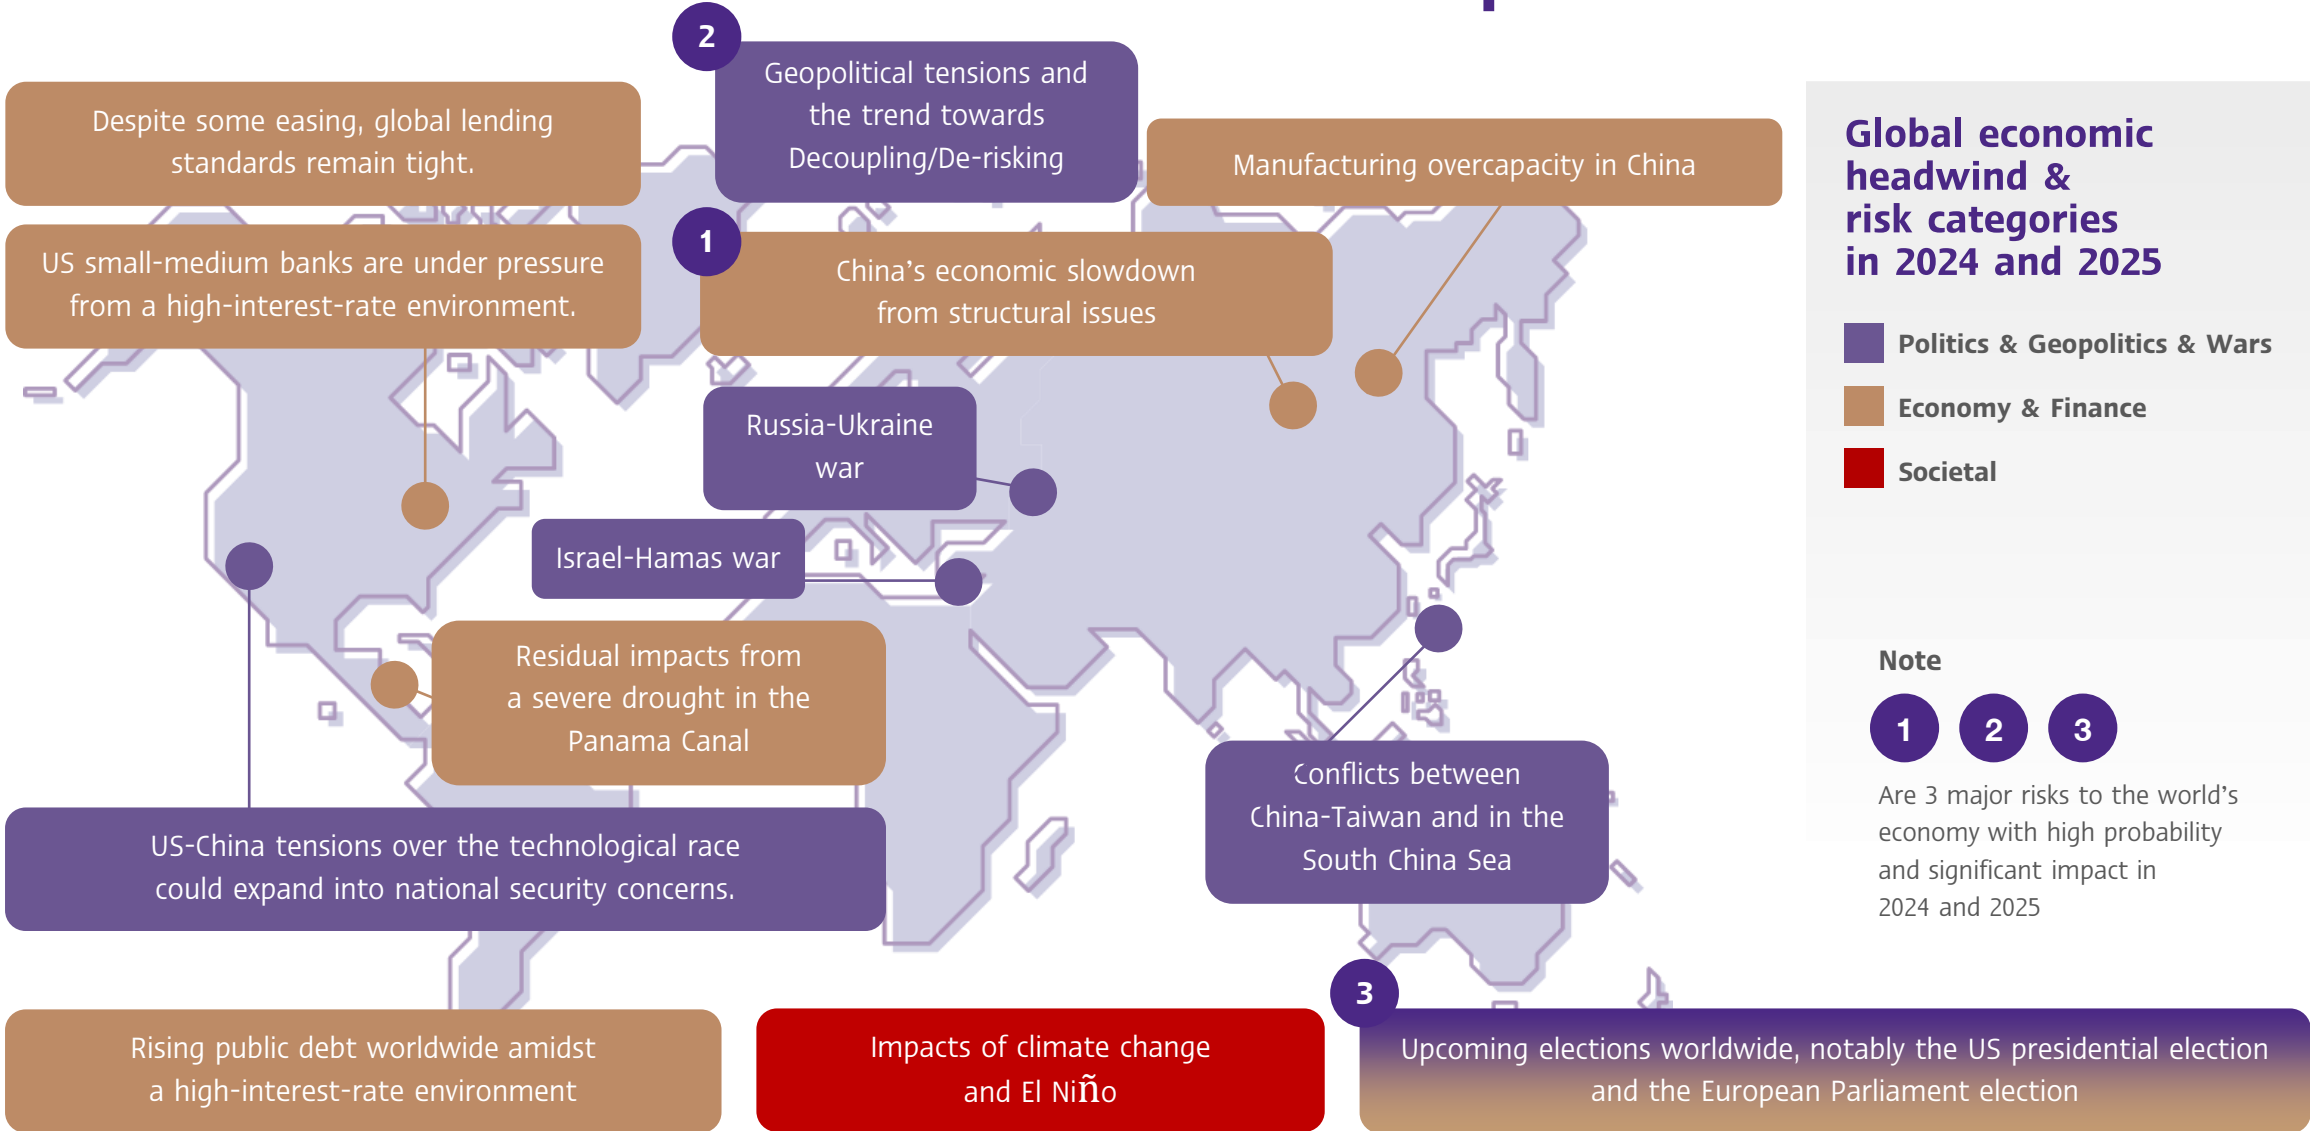 2
Geopolitical tensions and
the trend towards
Decoupling/De-risking
Despite some easing, global lending
standards remain tight.
Manufacturing overcapacity in China
US small-medium banks are under pressure
from a high-interest-rate environment.
1
China's economic slowdown
from structural issues
Russia-Ukraine
war
Israel-Hamas war
Residual impacts from
a severe drought in the
Panama Canal
Conflicts between
China-Taiwan and in the
South China Sea
US-China tensions over the technological race
could expand into national security concerns.
Rising public debt worldwide amidst
a high-interest-rate environment
Impacts of climate change
and El Niño
3
Upcoming elections worldwide, notably the US presidential election
and the European Parliament election
Global economic
headwind &
risk categories
in 2024 and 2025
Politics & Geopolitics & Wars
Economy & Finance
Societal
Note
1 2 3
Are 3 major risks to the world's
economy with high probability
and significant impact in
2024 and 2025